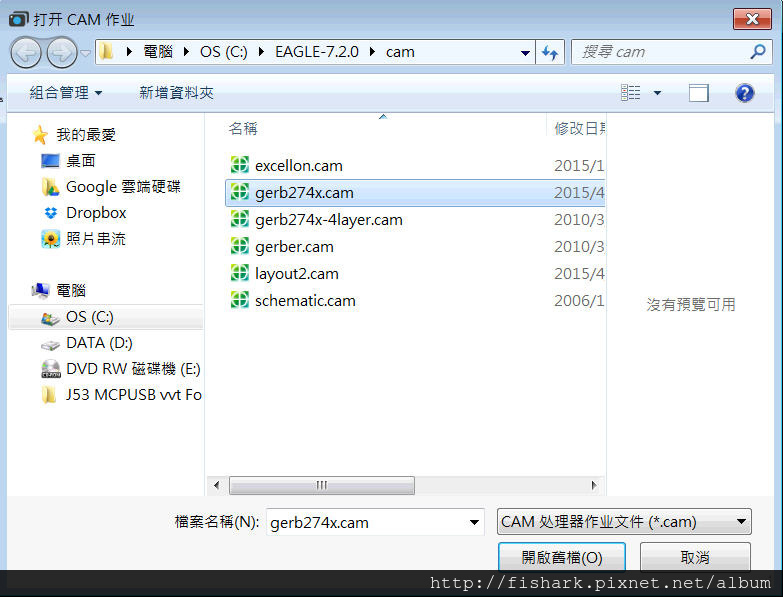 打开 CAM 作业
電腦 OS (C:) EAGLE-7.2.0 cam
搜尋 cam
組合管理 新增資料夾
我的最愛
桌面
Google 雲端硬碟
Dropbox
照片串流
電腦
OS (C:)
DATA (D:)
DVD RW 磁碟機 (E:)
J53 MCPUSB vvt Fo
名稱 修改日期
excellon.cam 2015/1
gerb274x.cam 2015/4
gerb274x-4layer.cam 2010/3
gerber.cam 2010/3
layout2.cam 2015/4
schematic.cam 2006/1
沒有預覽可用
檔案名稱(N): gerb274x.cam
CAM 处理器作业文件 (*.cam)
開啟舊檔(O) 取消
http://fishark.pixnet.net/album